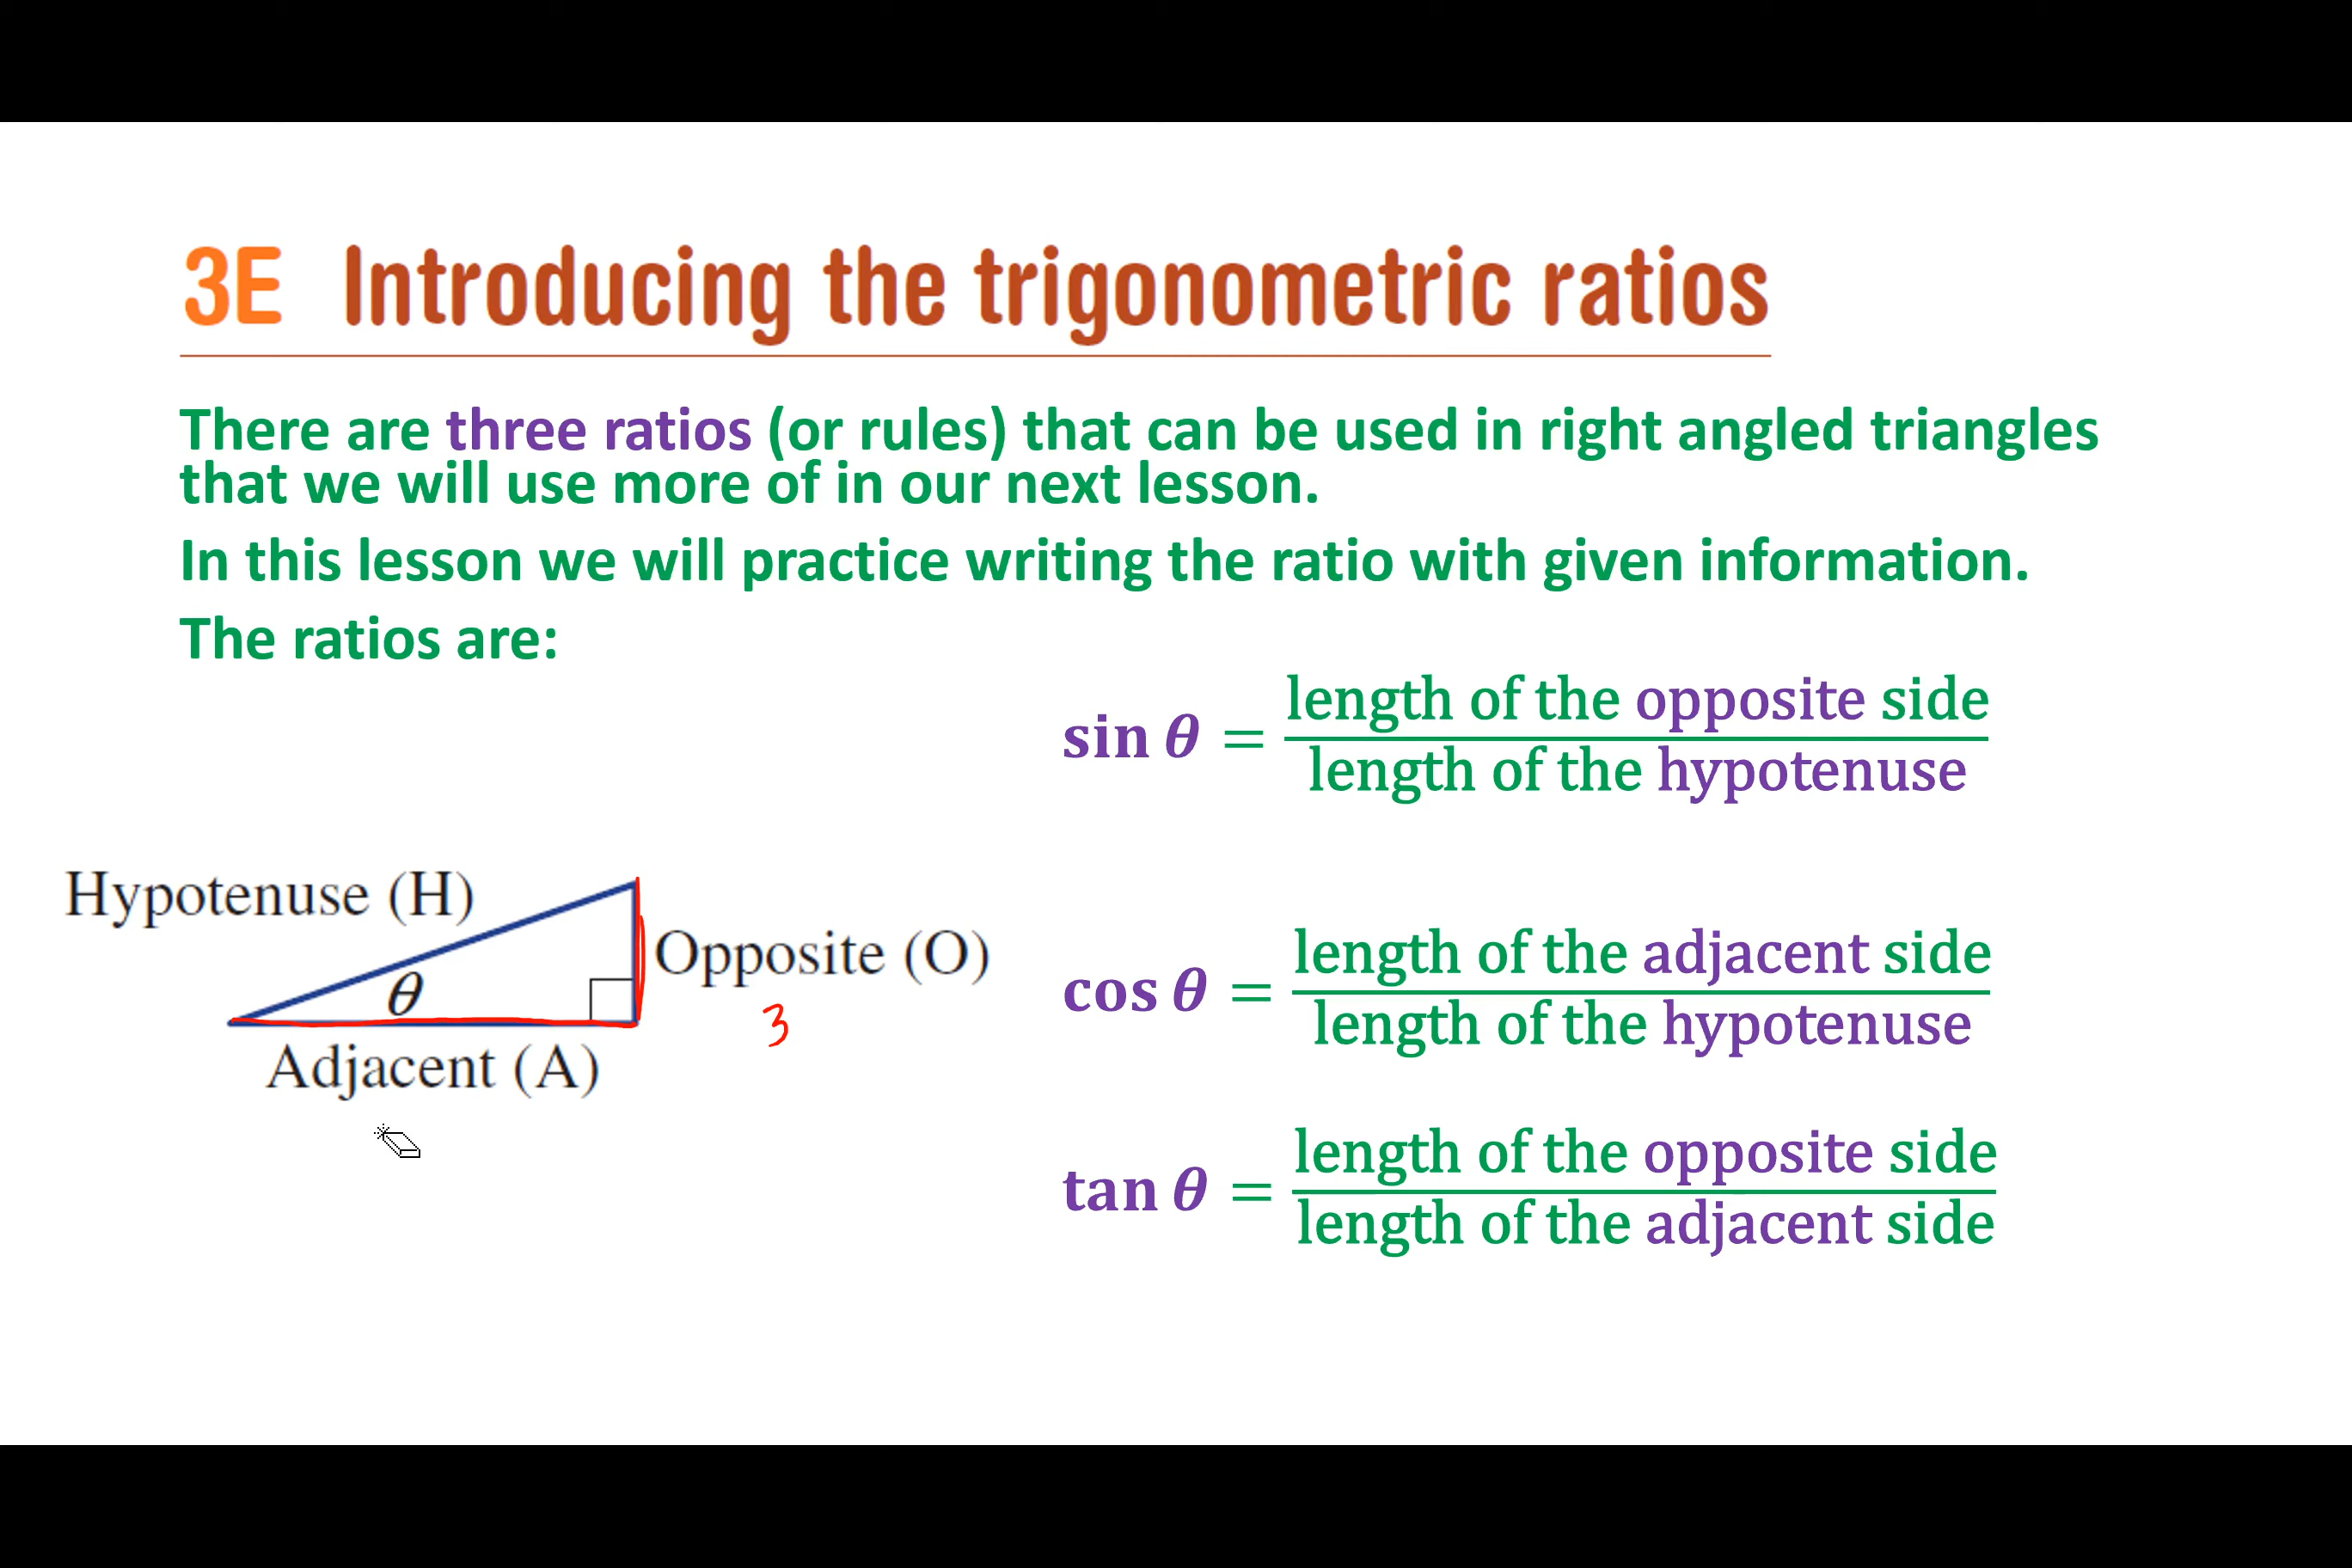 3E Introducing the trigonometric ratios
There are three ratios (or rules) that can be used in right angled triangles
that we will use more of in our next lesson.
In this lesson we will practice writing the ratio with given information.
The ratios are:
sin θ = length of the opposite side / length of the hypotenuse
Hypotenuse (H)
Opposite (O)
θ
3
Adjacent (A)
cos θ = length of the adjacent side / length of the hypotenuse
tan θ = length of the opposite side / length of the adjacent side